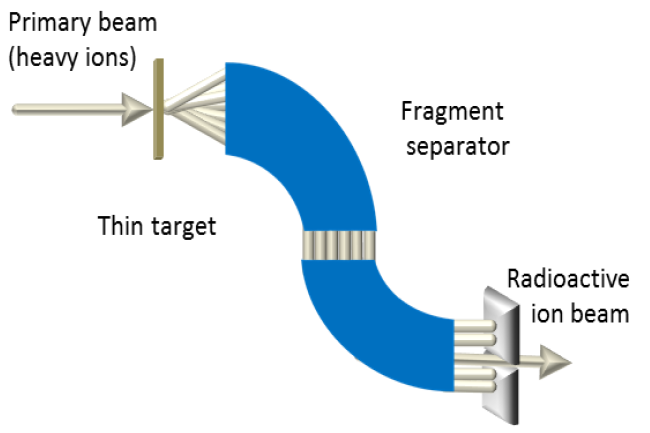 Primary beam
(heavy ions)
Fragment
separator
Thin target
Radioactive
ion beam